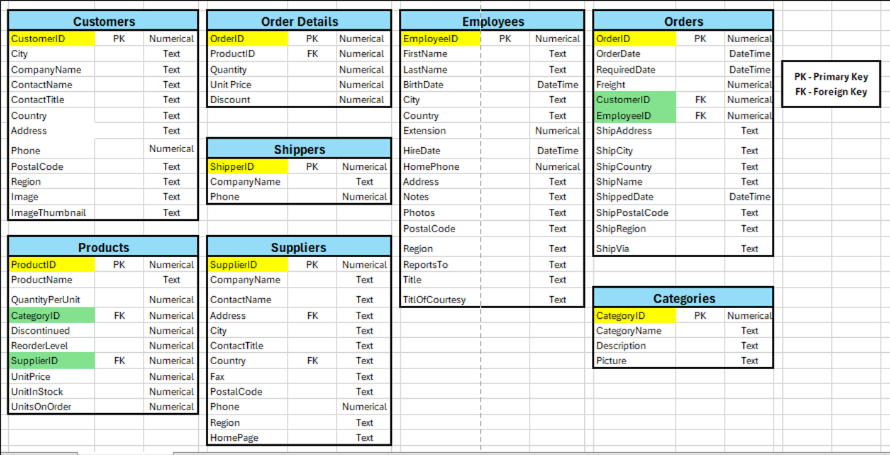 Customers
CustomerID PK Numerical
City Text
CompanyName Text
ContactName Text
ContactTitle Text
Country Text
Address Text
Phone Numerical
PostalCode Text
Region Text
Image Text
ImageThumbnail Text
Order Details
OrderID PK Numerical
ProductID FK Numerical
Quantity Numerical
Unit Price Numerical
Discount Numerical
Shippers
ShipperID PK Numerical
CompanyName Text
Phone Numerical
Employees
EmployeeID PK Numerical
FirstName Text
LastName Text
BirthDate DateTime
City Text
Country Text
Extension Numerical
HireDate DateTime
HomePhone Numerical
Address Text
Notes Text
Photos Text
PostalCode Text
Region Text
ReportsTo Text
Title Text
TitlOfCourtesy Text
Orders
OrderID PK Numerical
OrderDate DateTime
RequiredDate DateTime
Freight Numerical
CustomerID FK Numerical
EmployeeID FK Numerical
ShipAddress Text
ShipCity Text
ShipCountry Text
ShipName Text
ShippedDate DateTime
ShipPostalCode Text
ShipRegion Text
ShipVia Text
PK - Primary Key
FK - Foreign Key
Products
ProductID PK Numerical
ProductName Text
QuantityPerUnit Numerical
CategoryID FK Numerical
Discontinued Numerical
ReorderLevel Numerical
SupplierID FK Numerical
UnitPrice Numerical
UnitInStock Numerical
UnitsOnOrder Numerical
Suppliers
SupplierID PK Numerical
CompanyName Text
ContactName Text
Address FK Text
City Text
ContactTitle Text
Country FK Text
Fax Text
PostalCode Text
Phone Numerical
Region Text
HomePage Text
Categories
CategoryID PK Numerical
CategoryName Text
Description Text
Picture Text